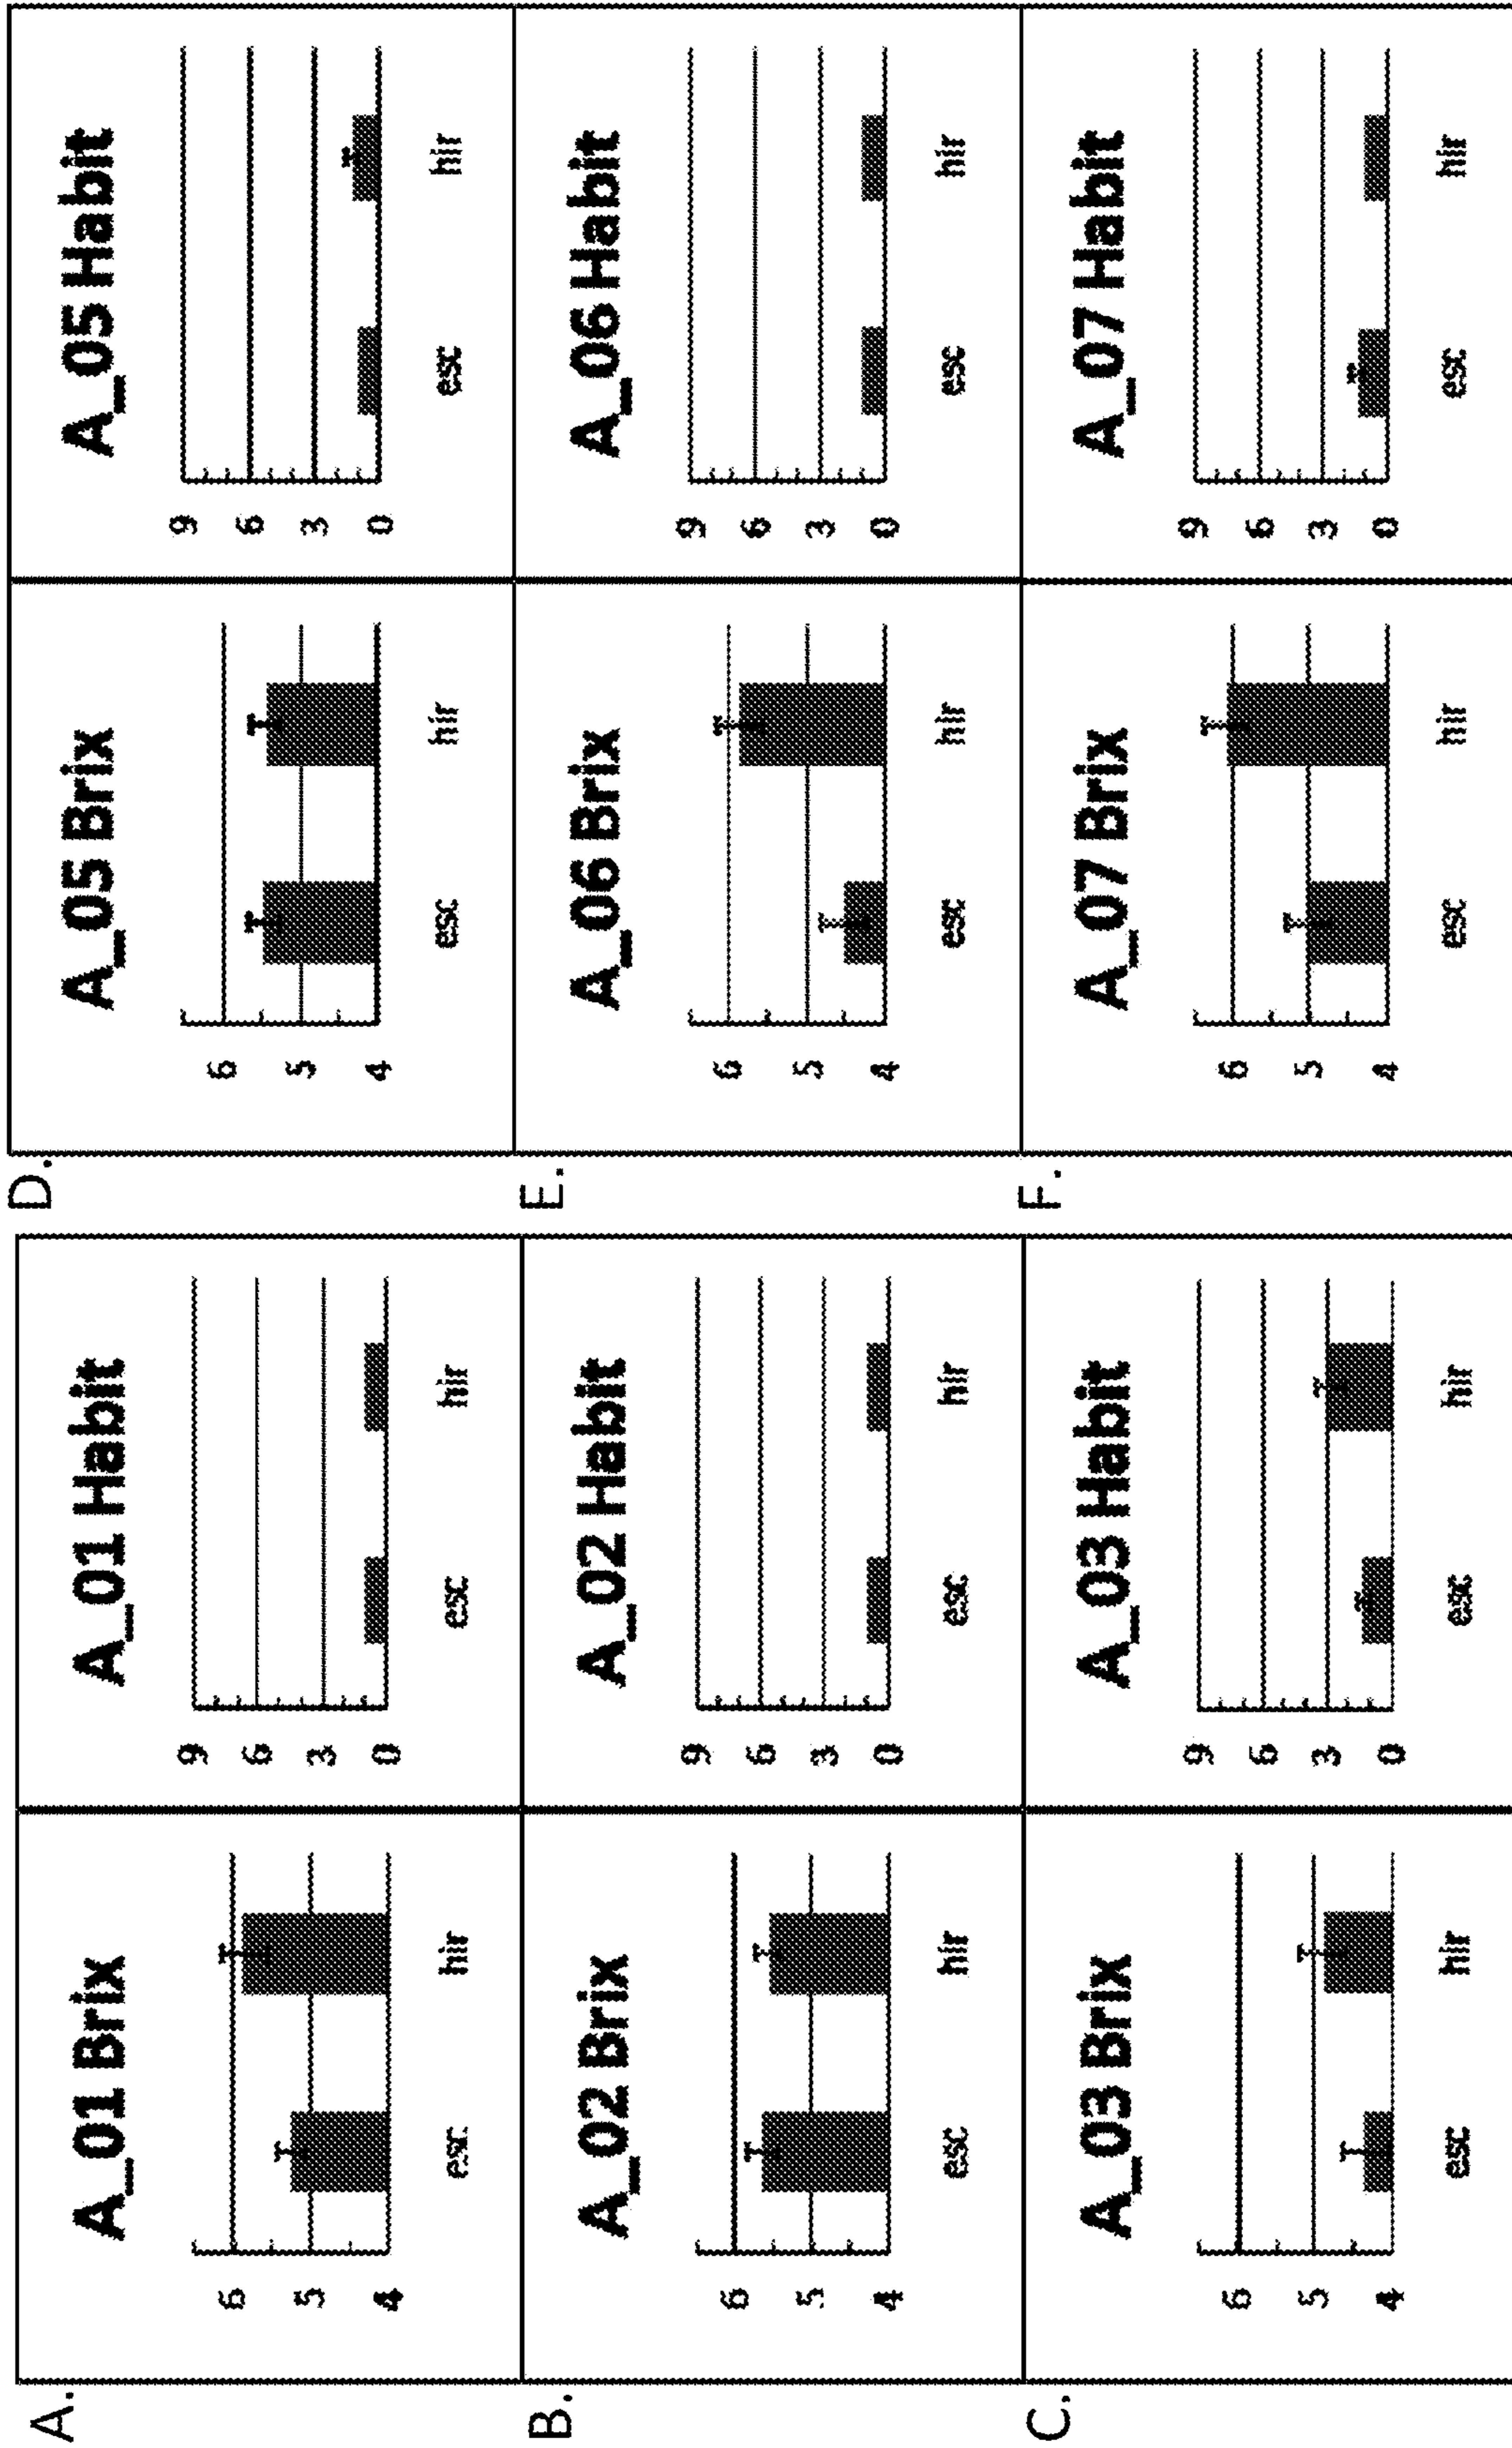 A.
A_01 Brix
6
5
4
esc hir
A_01 Habit
9
6
3
0
esc hir
B.
A_02 Brix
6
5
4
esc hir
A_02 Habit
9
6
3
0
esc hir
C.
A_03 Brix
6
5
4
esc hir
A_03 Habit
9
6
3
0
esc hir
D.
A_05 Brix
6
5
4
esc hir
A_05 Habit
9
6
3
0
esc hir
E.
A_06 Brix
6
5
4
esc hir
A_06 Habit
9
6
3
0
esc hir
F.
A_07 Brix
6
5
4
esc hir
A_07 Habit
9
6
3
0
esc hir